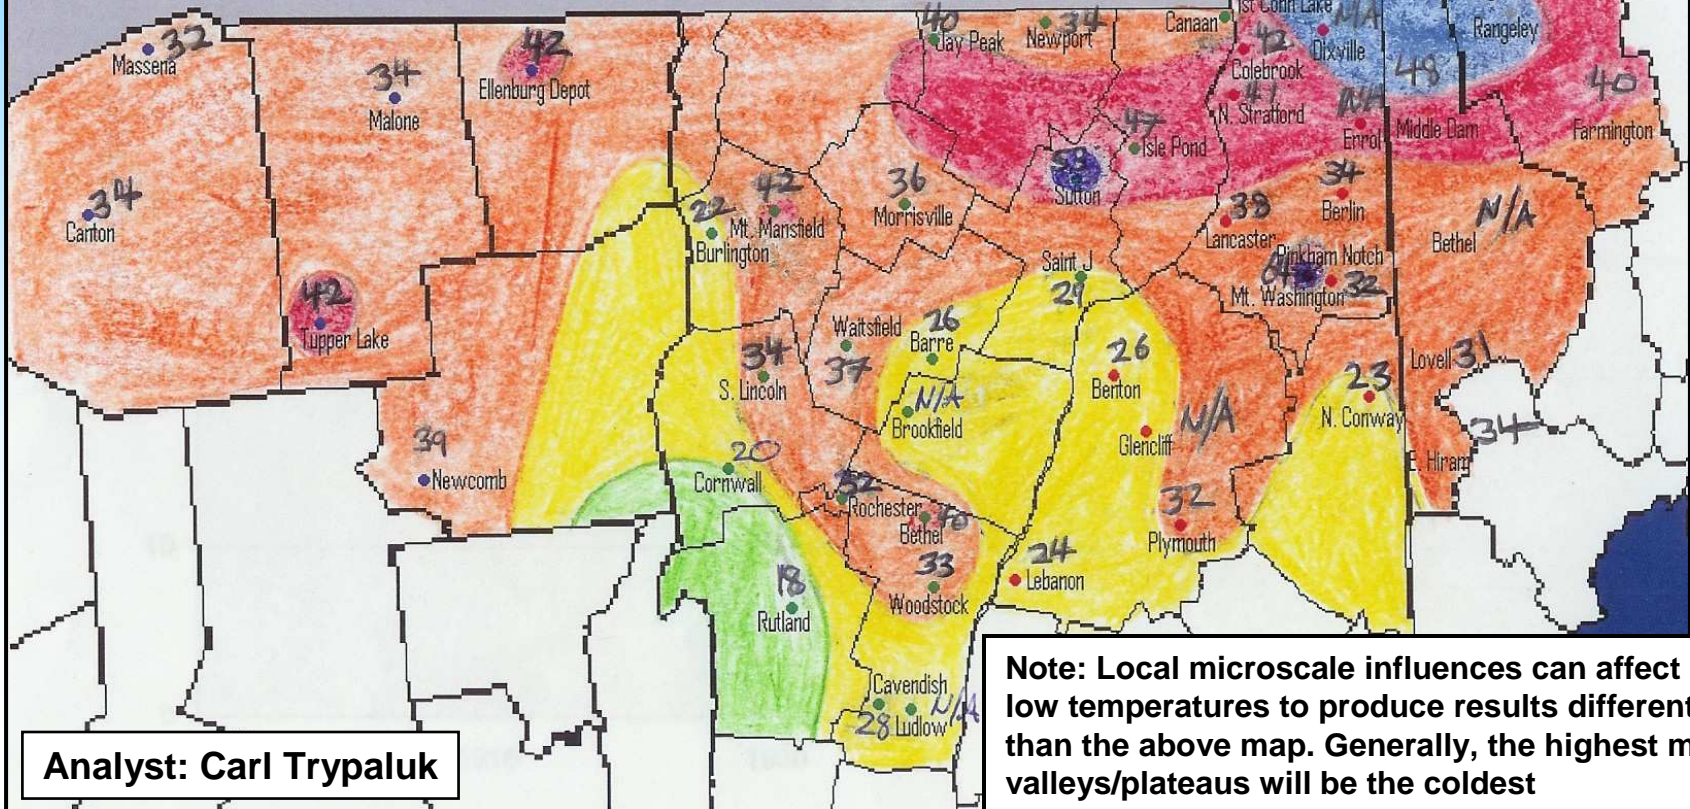 40
Jay Peak
34
Newport
Canaan
1st Conn Lake
N/A
Dixville
Rangeley
32
Massena
42
Ellenburg Depot
34
Malone
42
Colebrook
48
40
41
N. Stratford
N/A
Errol
Middle Dam
Farmington
47
Isle Pond
Sutton
34
Canton
22
Burlington
42
Mt. Mansfield
36
Morrisville
38
Lancaster
34
Berlin
N/A
Bethel
Pinkham Notch
64
32
Mt. Washington
42
Tupper Lake
Saint J
Waitsfield
37
26
Barre
34
S. Lincoln
26
Benton
Lovell 31
23
N. Conway
N/A
Brookfield
N/A
Glencliff
34
E. Hiram
39
Newcomb
20
Cornwall
32
Rochester
40
Bethel
32
Plymouth
33
Woodstock
24
Lebanon
18
Rutland
Cavendish
28
N/A
Ludlow
Analyst: Carl Trypaluk
Note: Local microscale influences can affect
low temperatures to produce results different
than the above map. Generally, the highest m
valleys/plateaus will be the coldest